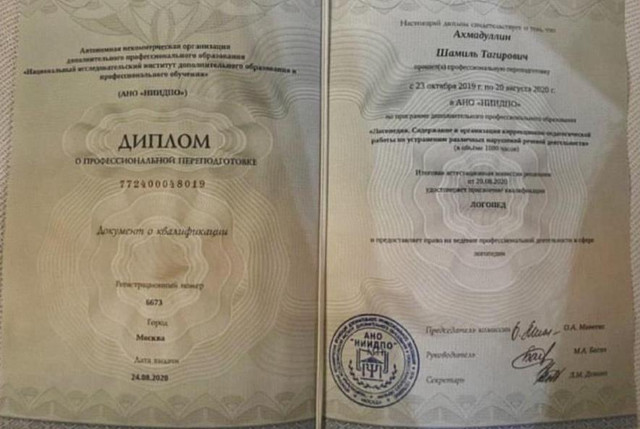 Автономная некоммерческая организация
дополнительного профессионального образования
«Национальный исследовательский институт дополнительного образования и
профессионального обучения»
(АНО «НИИДПО»)
ДИПЛОМ
О ПРОФЕССИОНАЛЬНОЙ ПЕРЕПОДГОТОВКЕ
772400048019
Документ о квалификации
Регистрационный номер
6673
Город
Москва
Дата выдачи
24.08.2020
Настоящий диплом свидетельствует о том, что
Ахмадуллин
Шамиль Тагирович
прошел(а) профессиональную переподготовку
с 23 октября 2019 г. по 20 августа 2020 г.
в АНО «НИИДПО»
по программе дополнительного профессионального образования
«Логопедия. Содержание и организация коррекционно-педагогической
работы по устранению различных нарушений речевой деятельности»
(в объёме 1100 часов)
Итоговая аттестационная комиссия решением
от 20.08.2020
удостоверяет присвоение квалификации
ЛОГОПЕД
и предоставляет право на ведение профессиональной деятельности в сфере
логопедии
Председатель комиссии О.А.
Руководитель М.А.
Секретарь Л.И.
АНО
"НИИДПО"